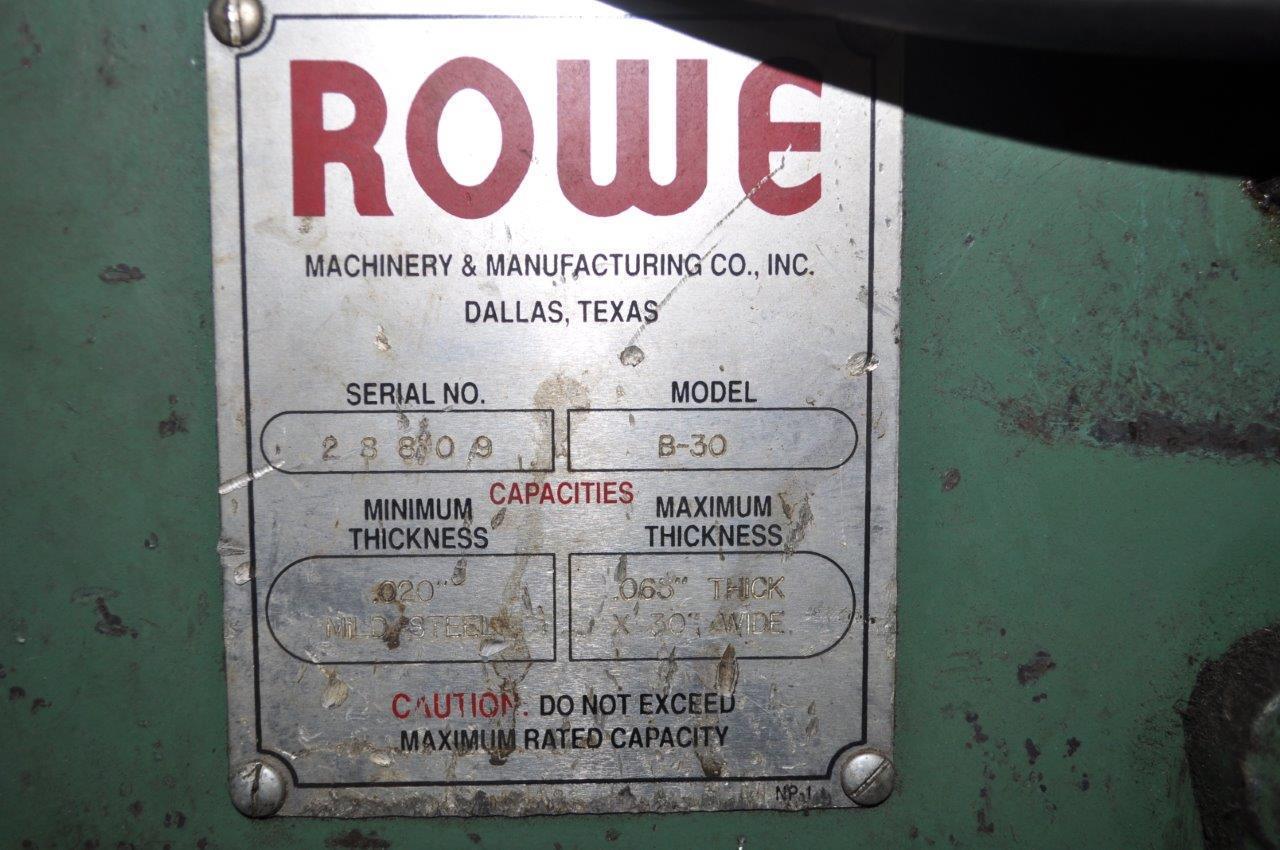 ROWE
MACHINERY & MANUFACTURING CO., INC.
DALLAS, TEXAS
SERIAL NO. MODEL
28809 B-30
CAPACITIES
MINIMUM THICKNESS
MAXIMUM THICKNESS
.020"
MILD STEEL
THICK
X 30" WIDE
CAUTION: DO NOT EXCEED
MAXIMUM RATED CAPACITY
NP-1